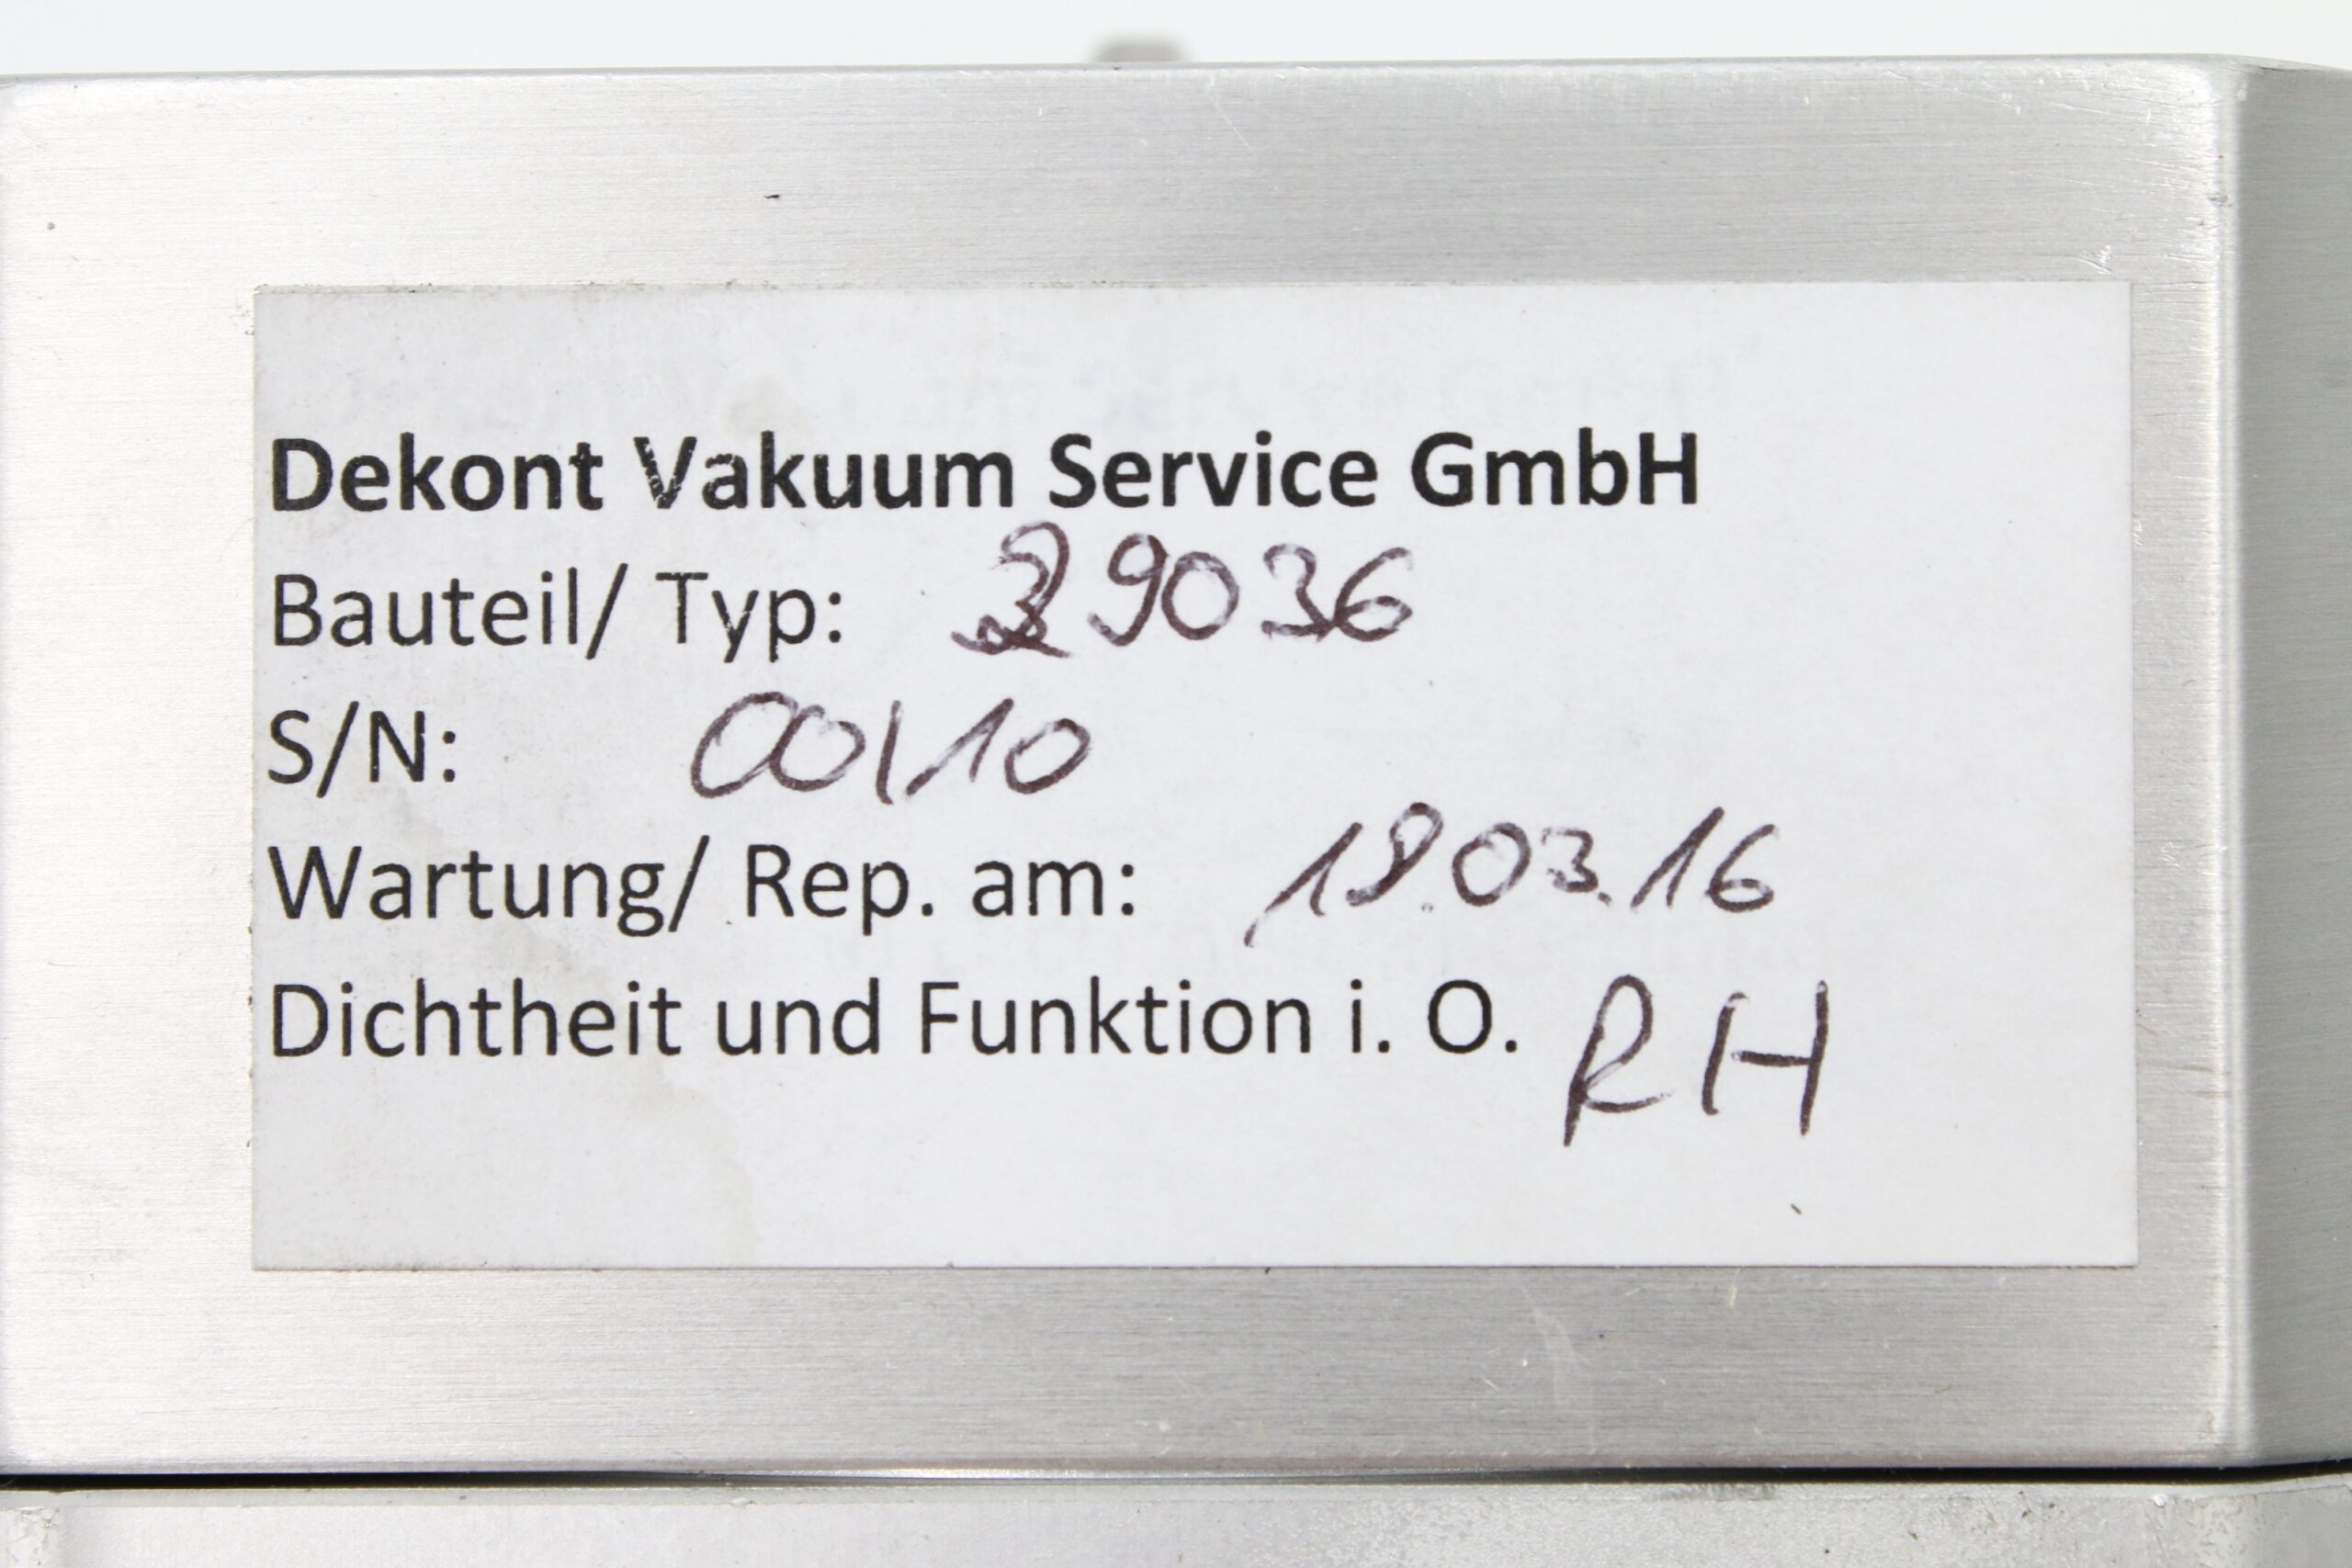 Dekont Vakuum Service GmbH
Bauteil/ Typ: 29036
S/N: 00110
Wartung/ Rep. am: 18.03.16
Dichtheit und Funktion i. O. RH